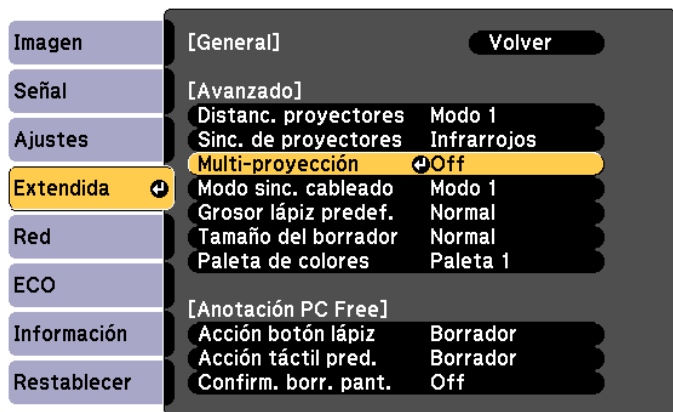 Imagen
Señal
Ajustes
Extendida
Red
ECO
Información
Restablecer
[General] Volver
[Avanzado]
Distanc. proyectores Modo 1
Sinc. de proyectores Infrarrojos
Multi-proyección Off
Modo sinc. cableado Modo 1
Grosor lápiz predef. Normal
Tamaño del borrador Normal
Paleta de colores Paleta 1
[Anotación PC Free]
Acción botón lápiz Borrador
Acción táctil pred. Borrador
Confirm. borr. pant. Off